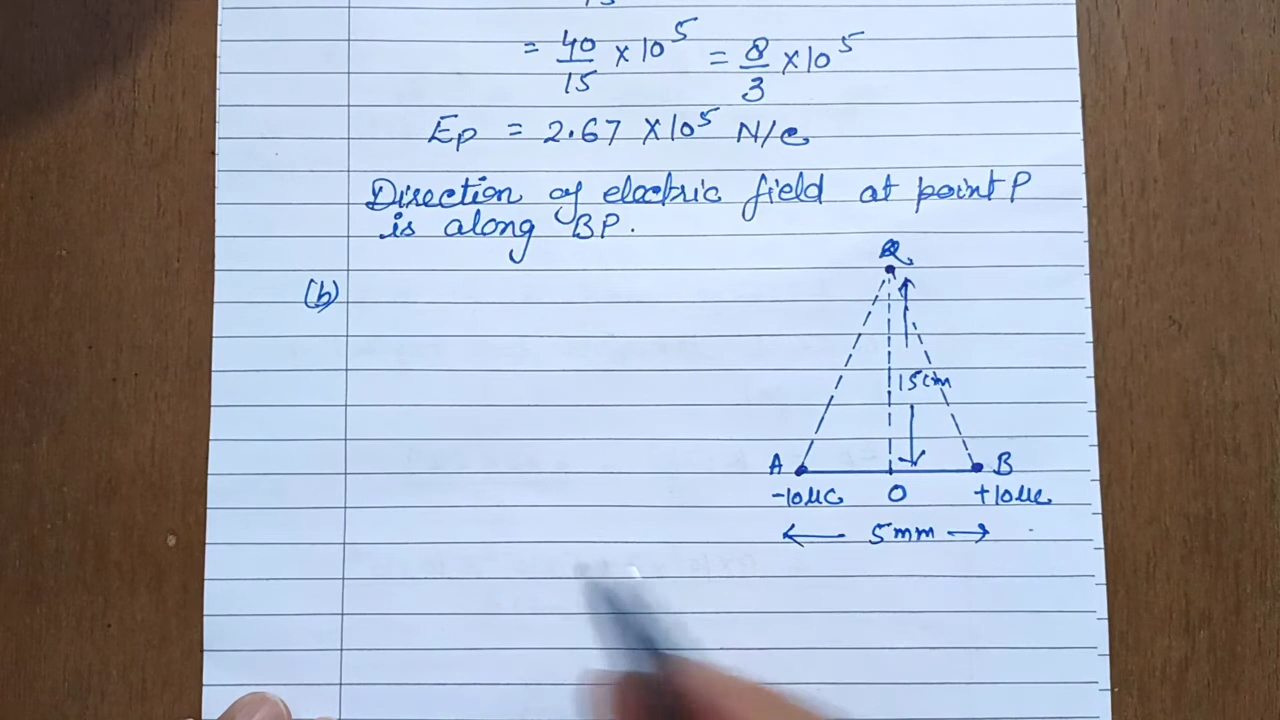 = 40/15 × 10^5 = 8/3 × 10^5
Ep = 2.67 × 10^5 N/C
Direction of electric field at point P
is along BP.
(b)
15cm
A B
-10μC O +10μC
← 5mm →